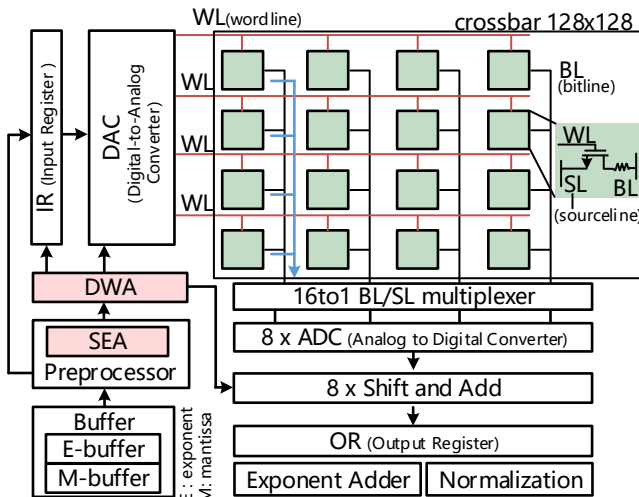 WL(wordline)
crossbar 128x128
IR (Input Register)
DAC
(Digital-to-Analog
Converter)
WL
WL
WL
BL
(bitline)
WL
SL
BL
(sourceline)
DWA
SEA
Preprocessor
Buffer
E-buffer
M-buffer
E : exponent
M: mantissa
16to1 BL/SL multiplexer
8 x ADC (Analog to Digital Converter)
8 x Shift and Add
OR (Output Register)
Exponent Adder
Normalization